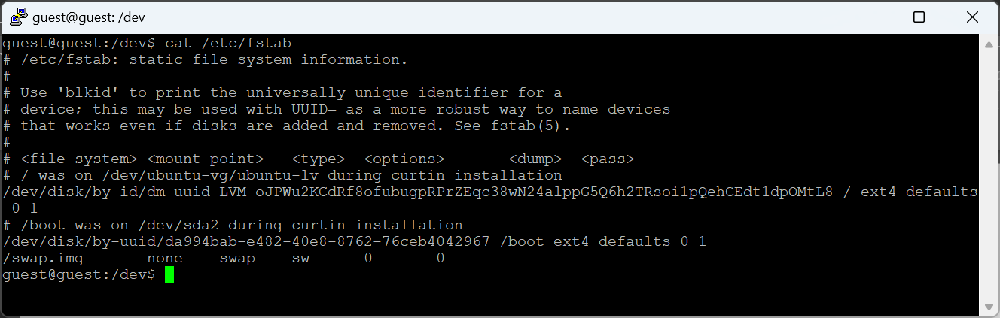 guest@guest: /dev
guest@guest:/dev$ cat /etc/fstab
# /etc/fstab: static file system information.
#
# Use 'blkid' to print the universally unique identifier for a
# device; this may be used with UUID= as a more robust way to name devices
# that works even if disks are added and removed. See fstab(5).
#
# <file system> <mount point>   <type>  <options>       <dump>  <pass>
# / was on /dev/ubuntu-vg/ubuntu-lv during curtin installation
/dev/disk/by-id/dm-uuid-LVM-oJPWu2KCdRf8ofubugpRPrZEqc38wN24alppG5Q6h2TRsoi1pQehCEdt1dpOMtL8 / ext4 defaults
 0 1
# /boot was on /dev/sda2 during curtin installation
/dev/disk/by-uuid/da994bab-e482-40e8-8762-76ceb4042967 /boot ext4 defaults 0 1
/swap.img       none    swap    sw      0       0
guest@guest:/dev$